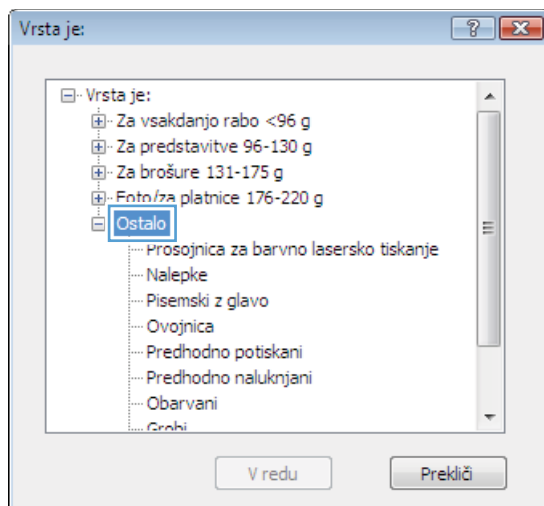 Vrsta je:
Vrsta je:
Za vsakdanjo rabo <96 g
Za predstavitve 96-130 g
Za brošure 131-175 g
Foto/za platnice 176-220 g
Ostalo
Prosojnica za barvno lasersko tiskanje
Nalepke
Pisemski z glavo
Ovojnica
Predhodno potiskani
Predhodno naluknjani
Obarvani
Grobi
V redu
Prekliči